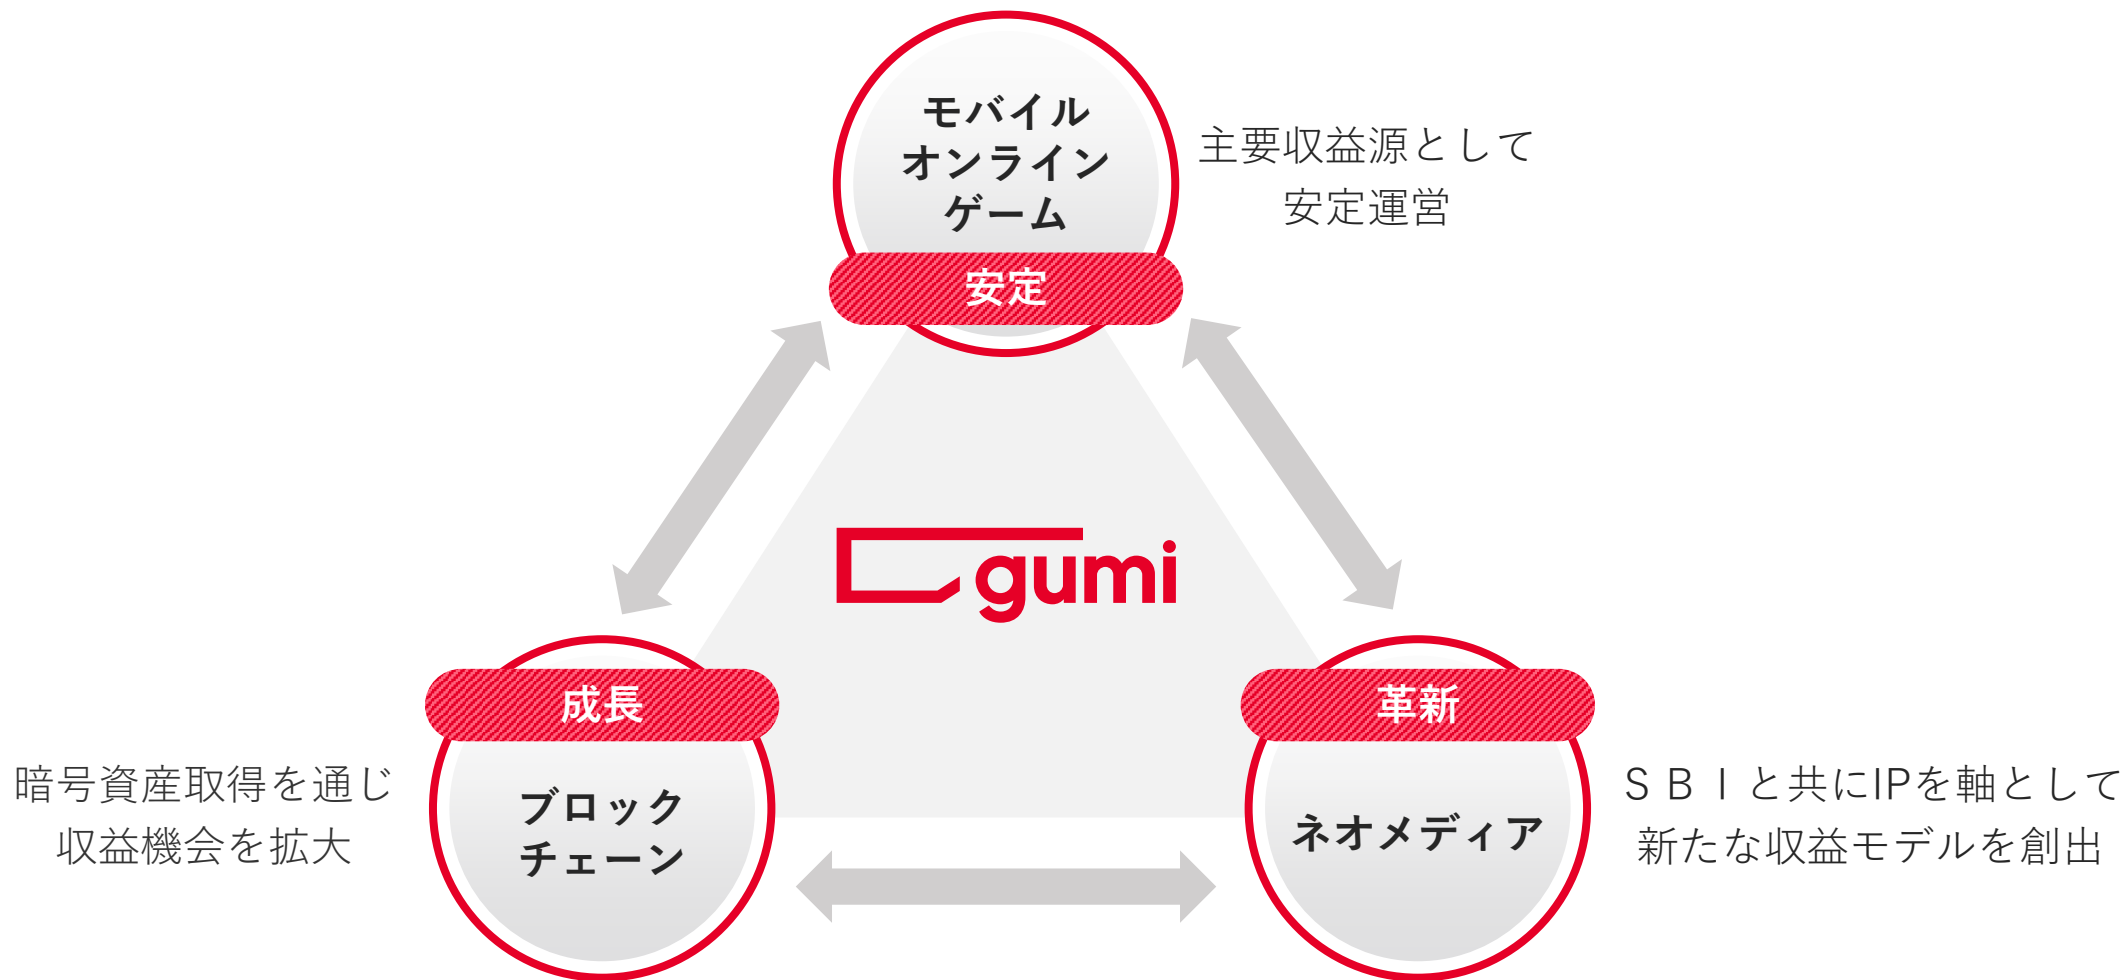 モバイル
オンライン
ゲーム
安定
主要収益源として
安定運営
gumi
成長
ブロック
チェーン
暗号資産取得を通じ
収益機会を拡大
革新
ネオメディア
ＳＢＩと共にIPを軸として
新たな収益モデルを創出